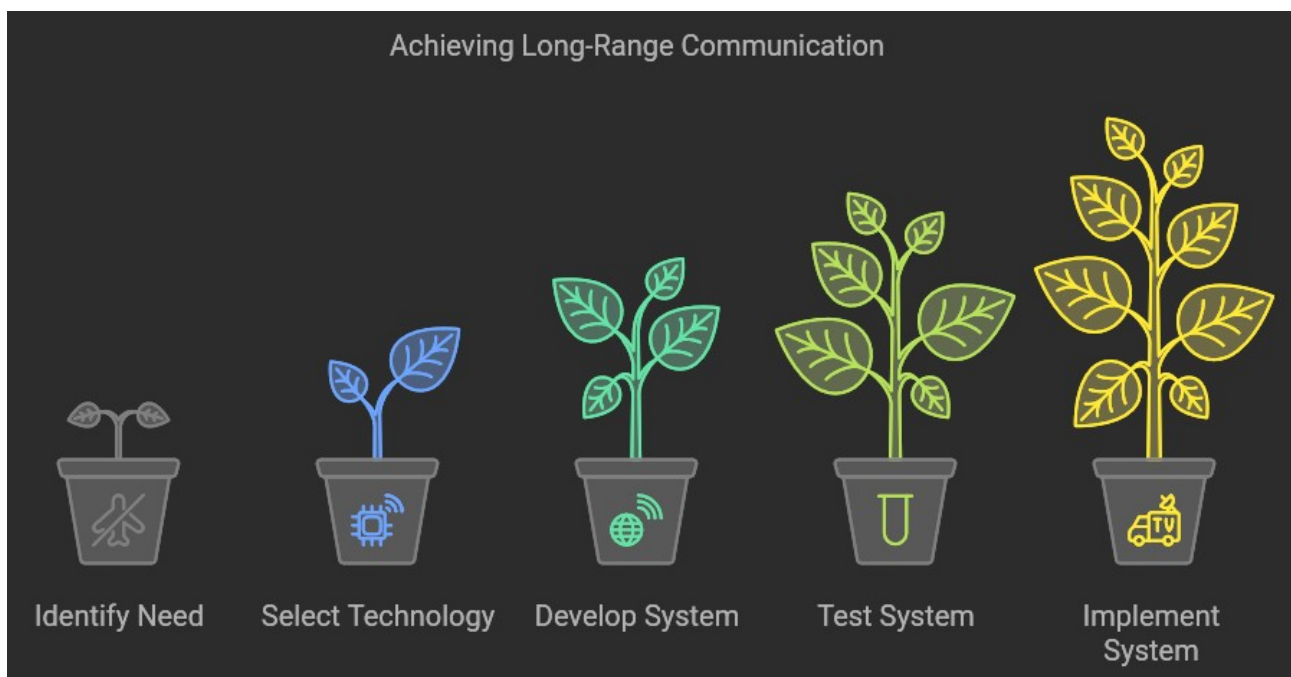 Achieving Long-Range Communication
TV
Identify Need
Select Technology
Develop System
Test System
Implement
System